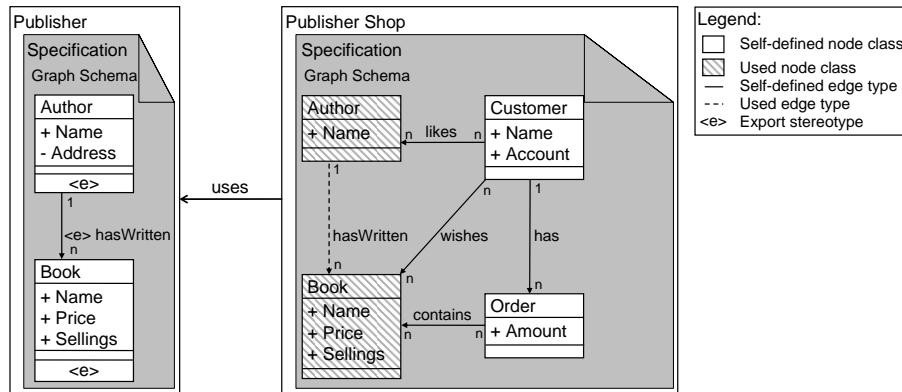 Publisher
Specification
Graph Schema
Author
+ Name
- Address
<e>
1
<e> hasWritten
n
Book
+ Name
+ Price
+ Sellings
<e>
uses
Publisher Shop
Specification
Graph Schema
Author
+ Name
n likes n
Customer
+ Name
+ Account
1
n
1
hasWritten
wishes
has
n
n
n
Book
+ Name
+ Price
+ Sellings
contains
n n
Order
+ Amount
Legend:
Self-defined node class
Used node class
Self-defined edge type
Used edge type
<e> Export stereotype